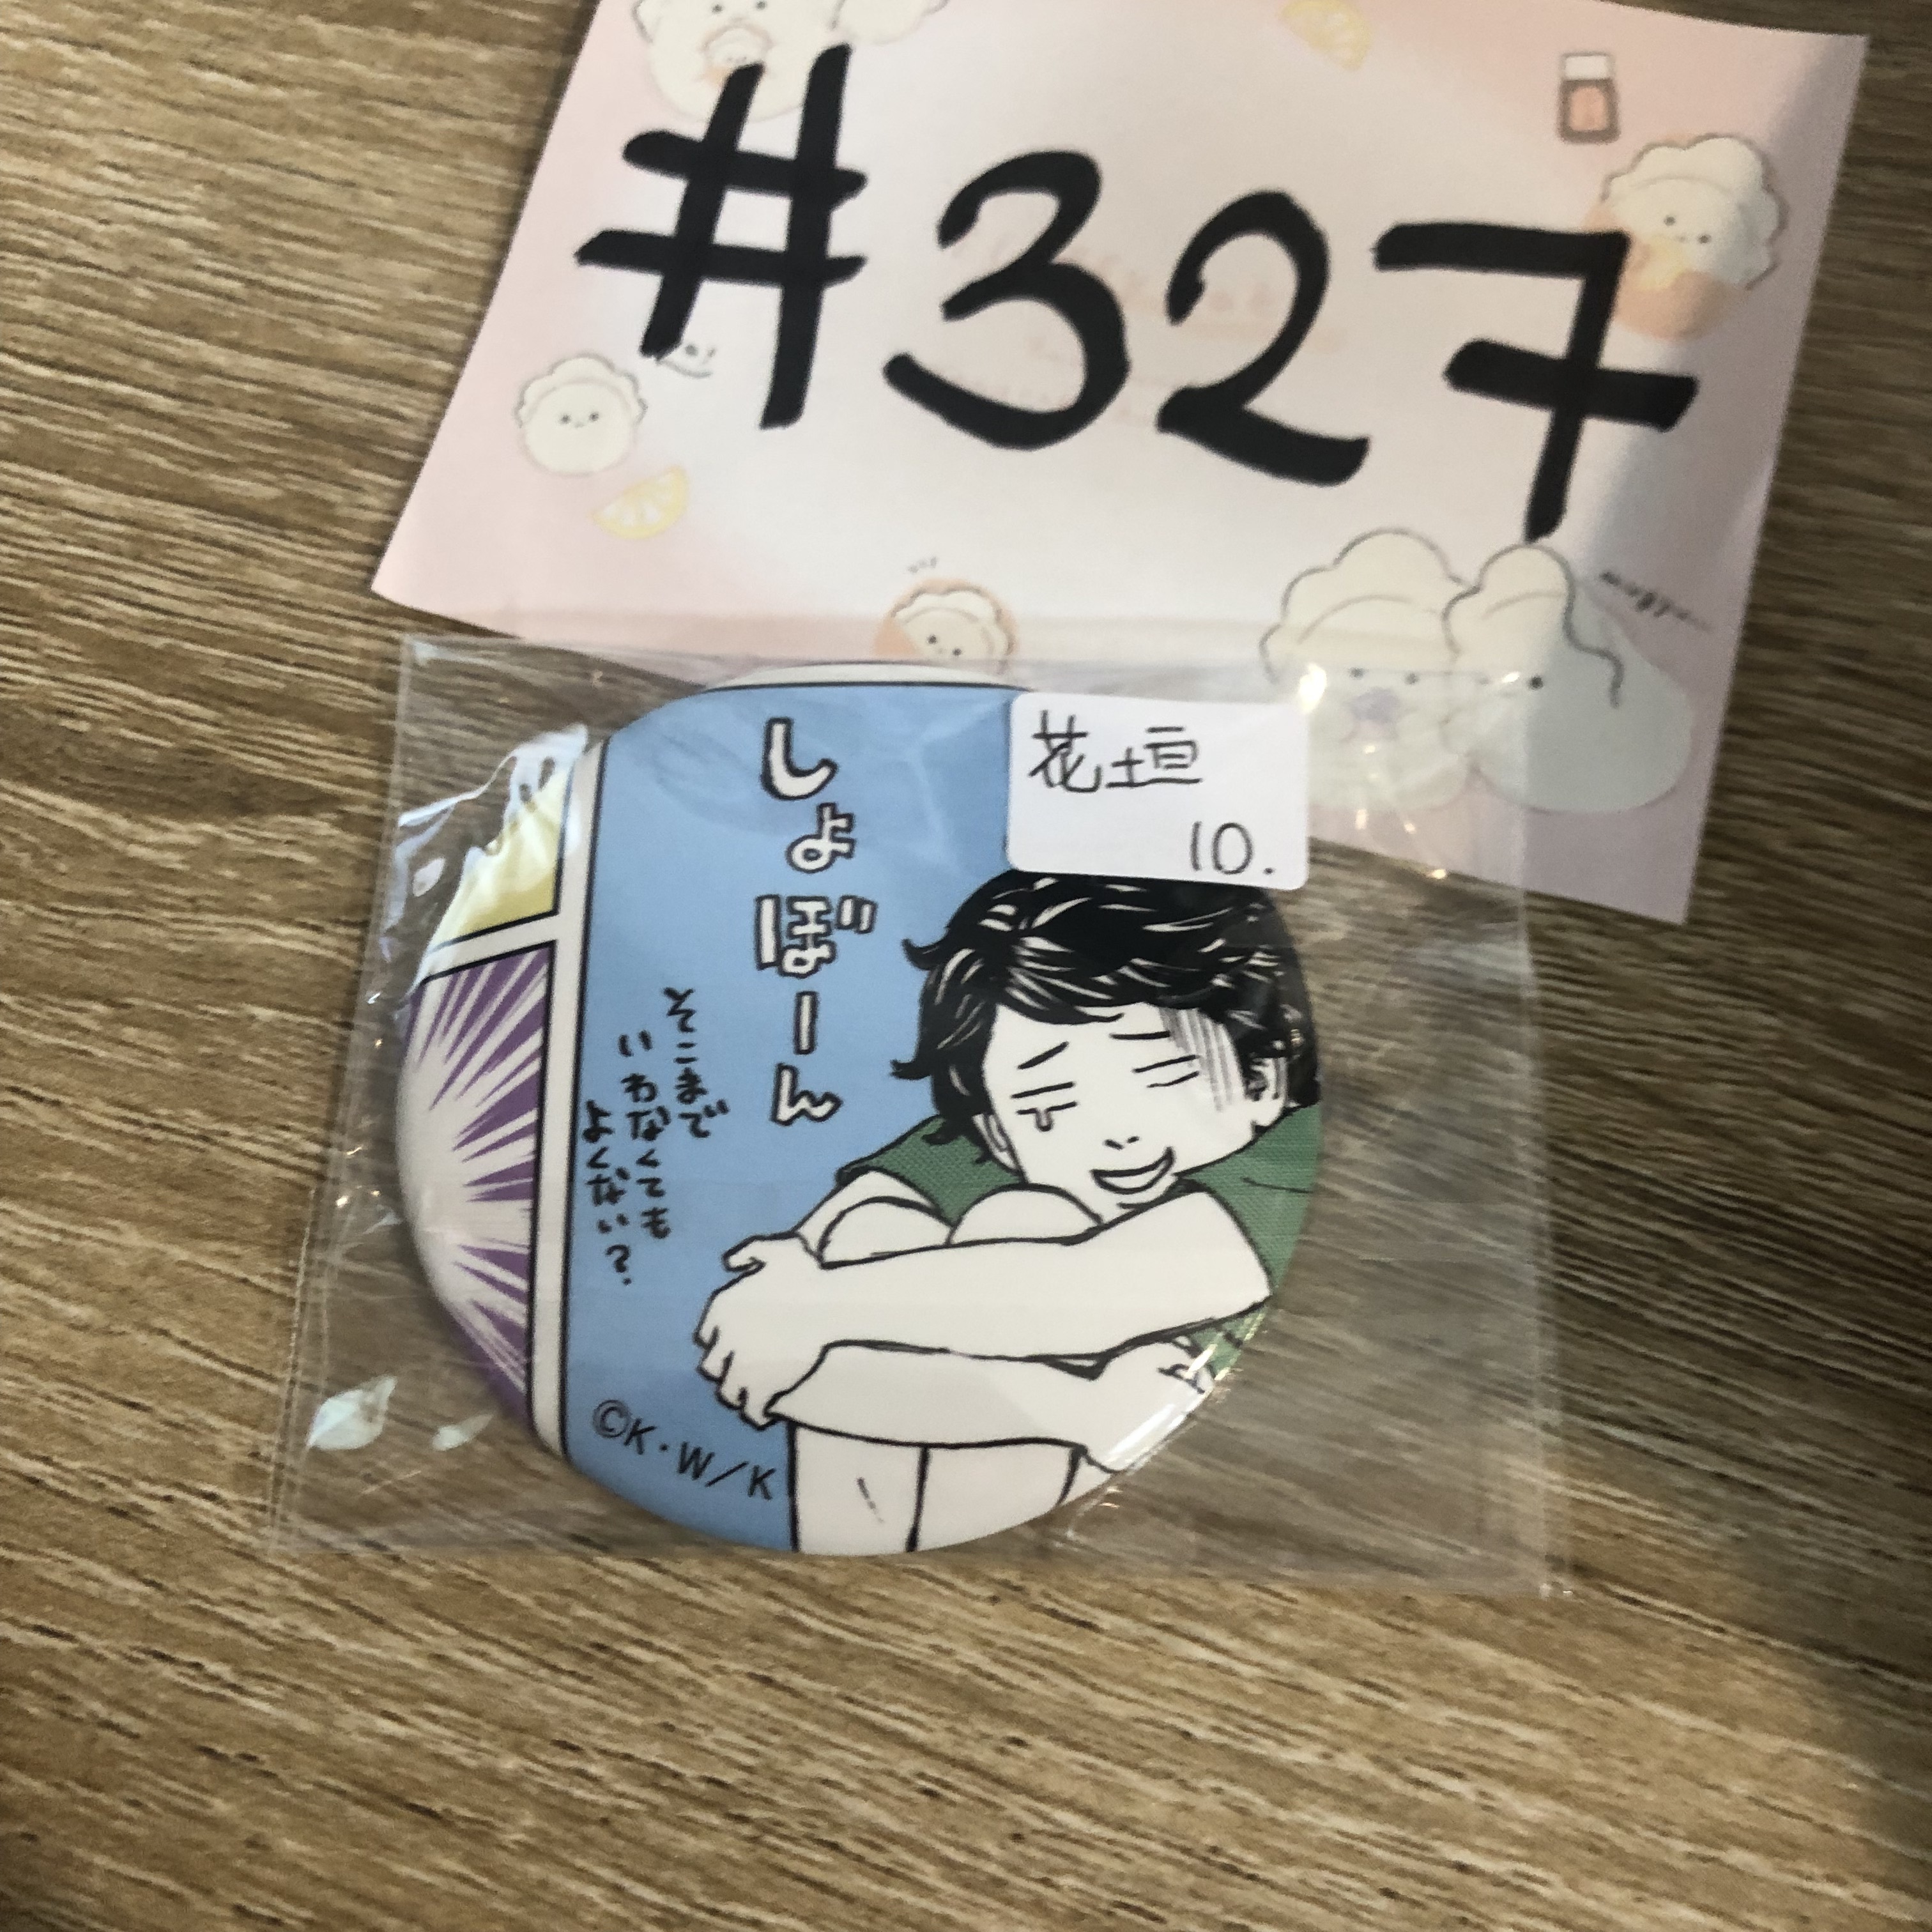 #327
花垣
10.
しょぼーん
そこまで
いわなくても
よくない？
©K・W/K